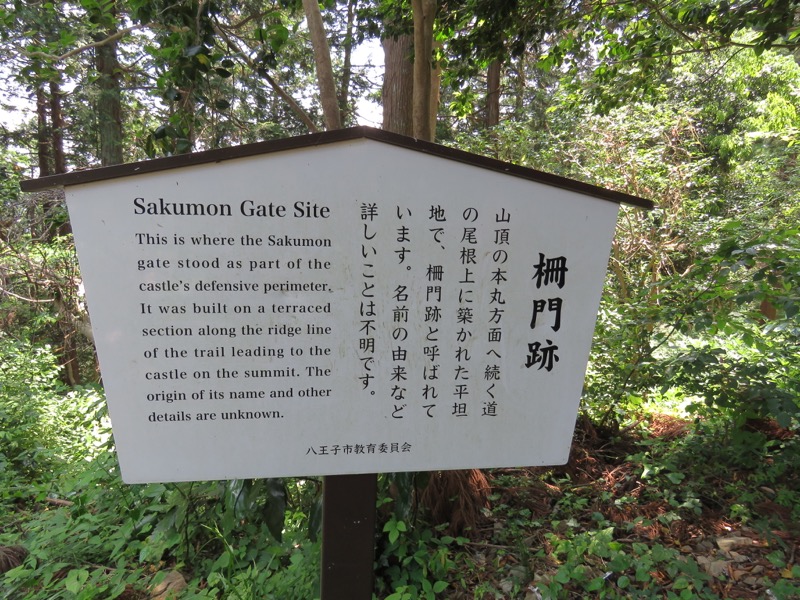 Sakumon Gate Site
This is where the Sakumon
gate stood as part of the
castle's defensive perimeter.
It was built on a terraced
section along the ridge line
of the trail leading to the
castle on the summit. The
origin of its name and other
details are unknown.
柵門跡
山頂の本丸方面へ続く道
の尾根上に築かれた平坦
地で、柵門跡と呼ばれて
います。名前の由来など
詳しいことは不明です。
八王子市教育委員会